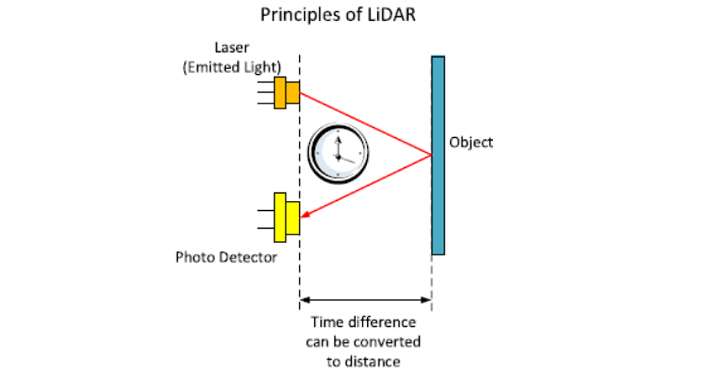 Principles of LiDAR
Laser
(Emitted Light)
Object
Photo Detector
Time difference
can be converted
to distance